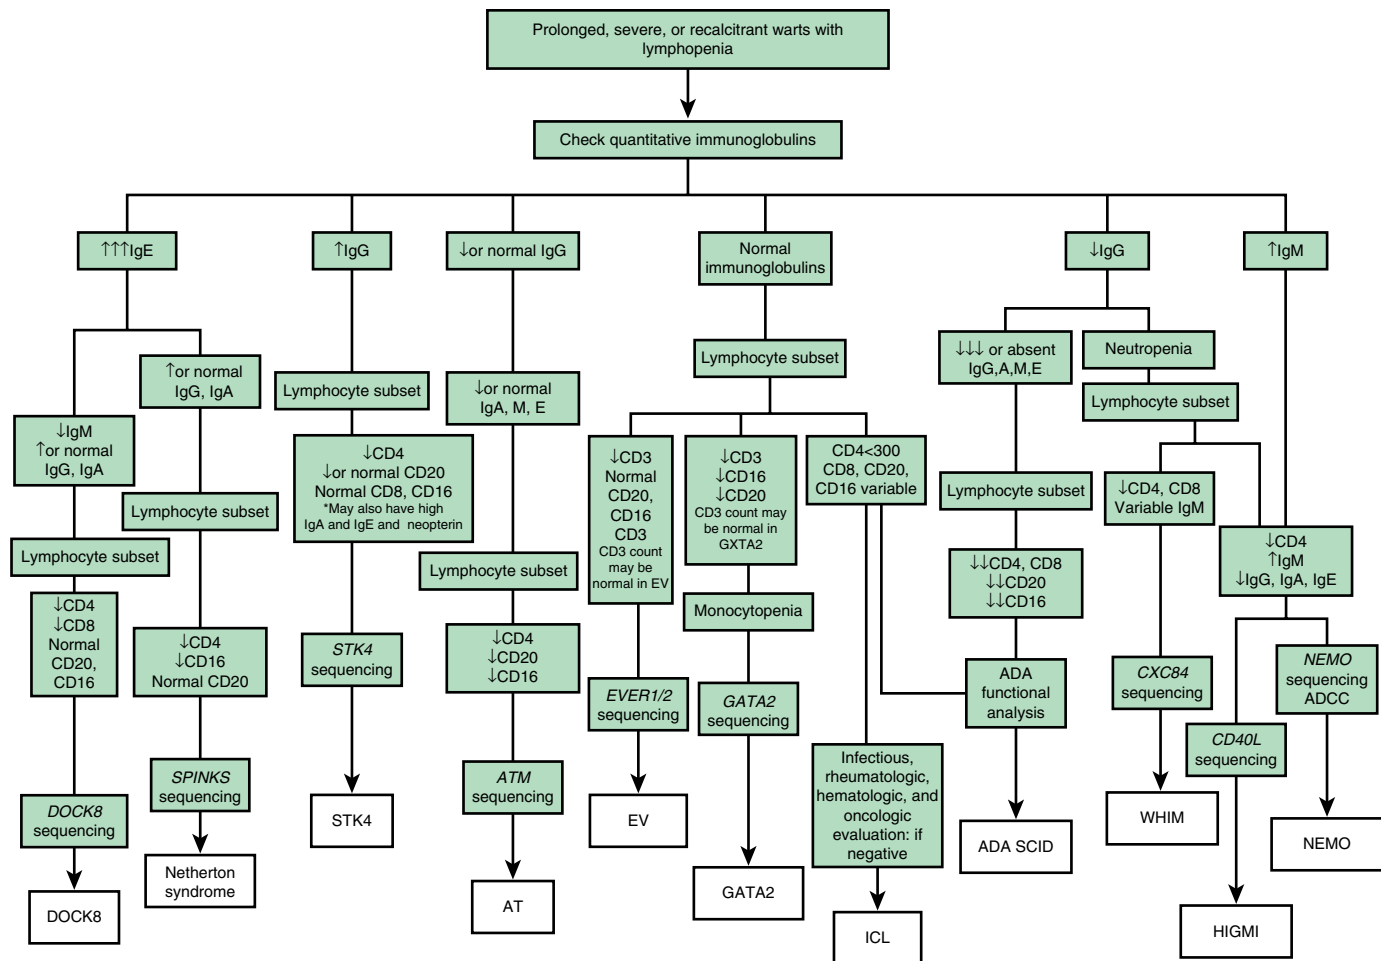 Prolonged, severe, or recalcitrant warts with
lymphopenia
Check quantitative immunoglobulins
↑↑↑IgE
↑IgG
↓or normal IgG
Normal
immunoglobulins
↓IgG
↑IgM
↓IgM
↑or normal
IgG, IgA
Lymphocyte subset
↓CD4
↓CD8
Normal
CD20,
CD16
DOCK8
sequencing
DOCK8
↑or normal
IgG, IgA
Lymphocyte subset
↓CD4
↓CD16
Normal CD20
SPINKS
sequencing
Netherton
syndrome
Lymphocyte subset
↓CD4
↓or normal CD20
Normal CD8, CD16
*May also have high
IgA and IgE and neopterin
STK4
sequencing
STK4
↓or normal
IgA, M, E
Lymphocyte subset
↓CD4
↓CD20
↓CD16
ATM
sequencing
AT
Lymphocyte subset
↓CD3
Normal
CD20,
CD16
CD3
CD3 count
may be
normal in EV
EVER1/2
sequencing
EV
↓CD3
↓CD16
↓CD20
CD3 count may
be normal in
GXTA2
Monocytopenia
GATA2
sequencing
GATA2
CD4<300
CD8, CD20,
CD16 variable
Infectious,
rheumatologic,
hematologic, and
oncologic
evaluation: if
negative
ICL
↓↓↓ or absent
IgG,A,M,E
Lymphocyte subset
↓↓CD4, CD8
↓↓CD20
↓↓CD16
ADA
functional
analysis
ADA SCID
Neutropenia
Lymphocyte subset
↓CD4, CD8
Variable IgM
CXC84
sequencing
WHIM
↓CD4
↑IgM
↓IgG, IgA, IgE
CD40L
sequencing
HIGMI
NEMO
sequencing
ADCC
NEMO